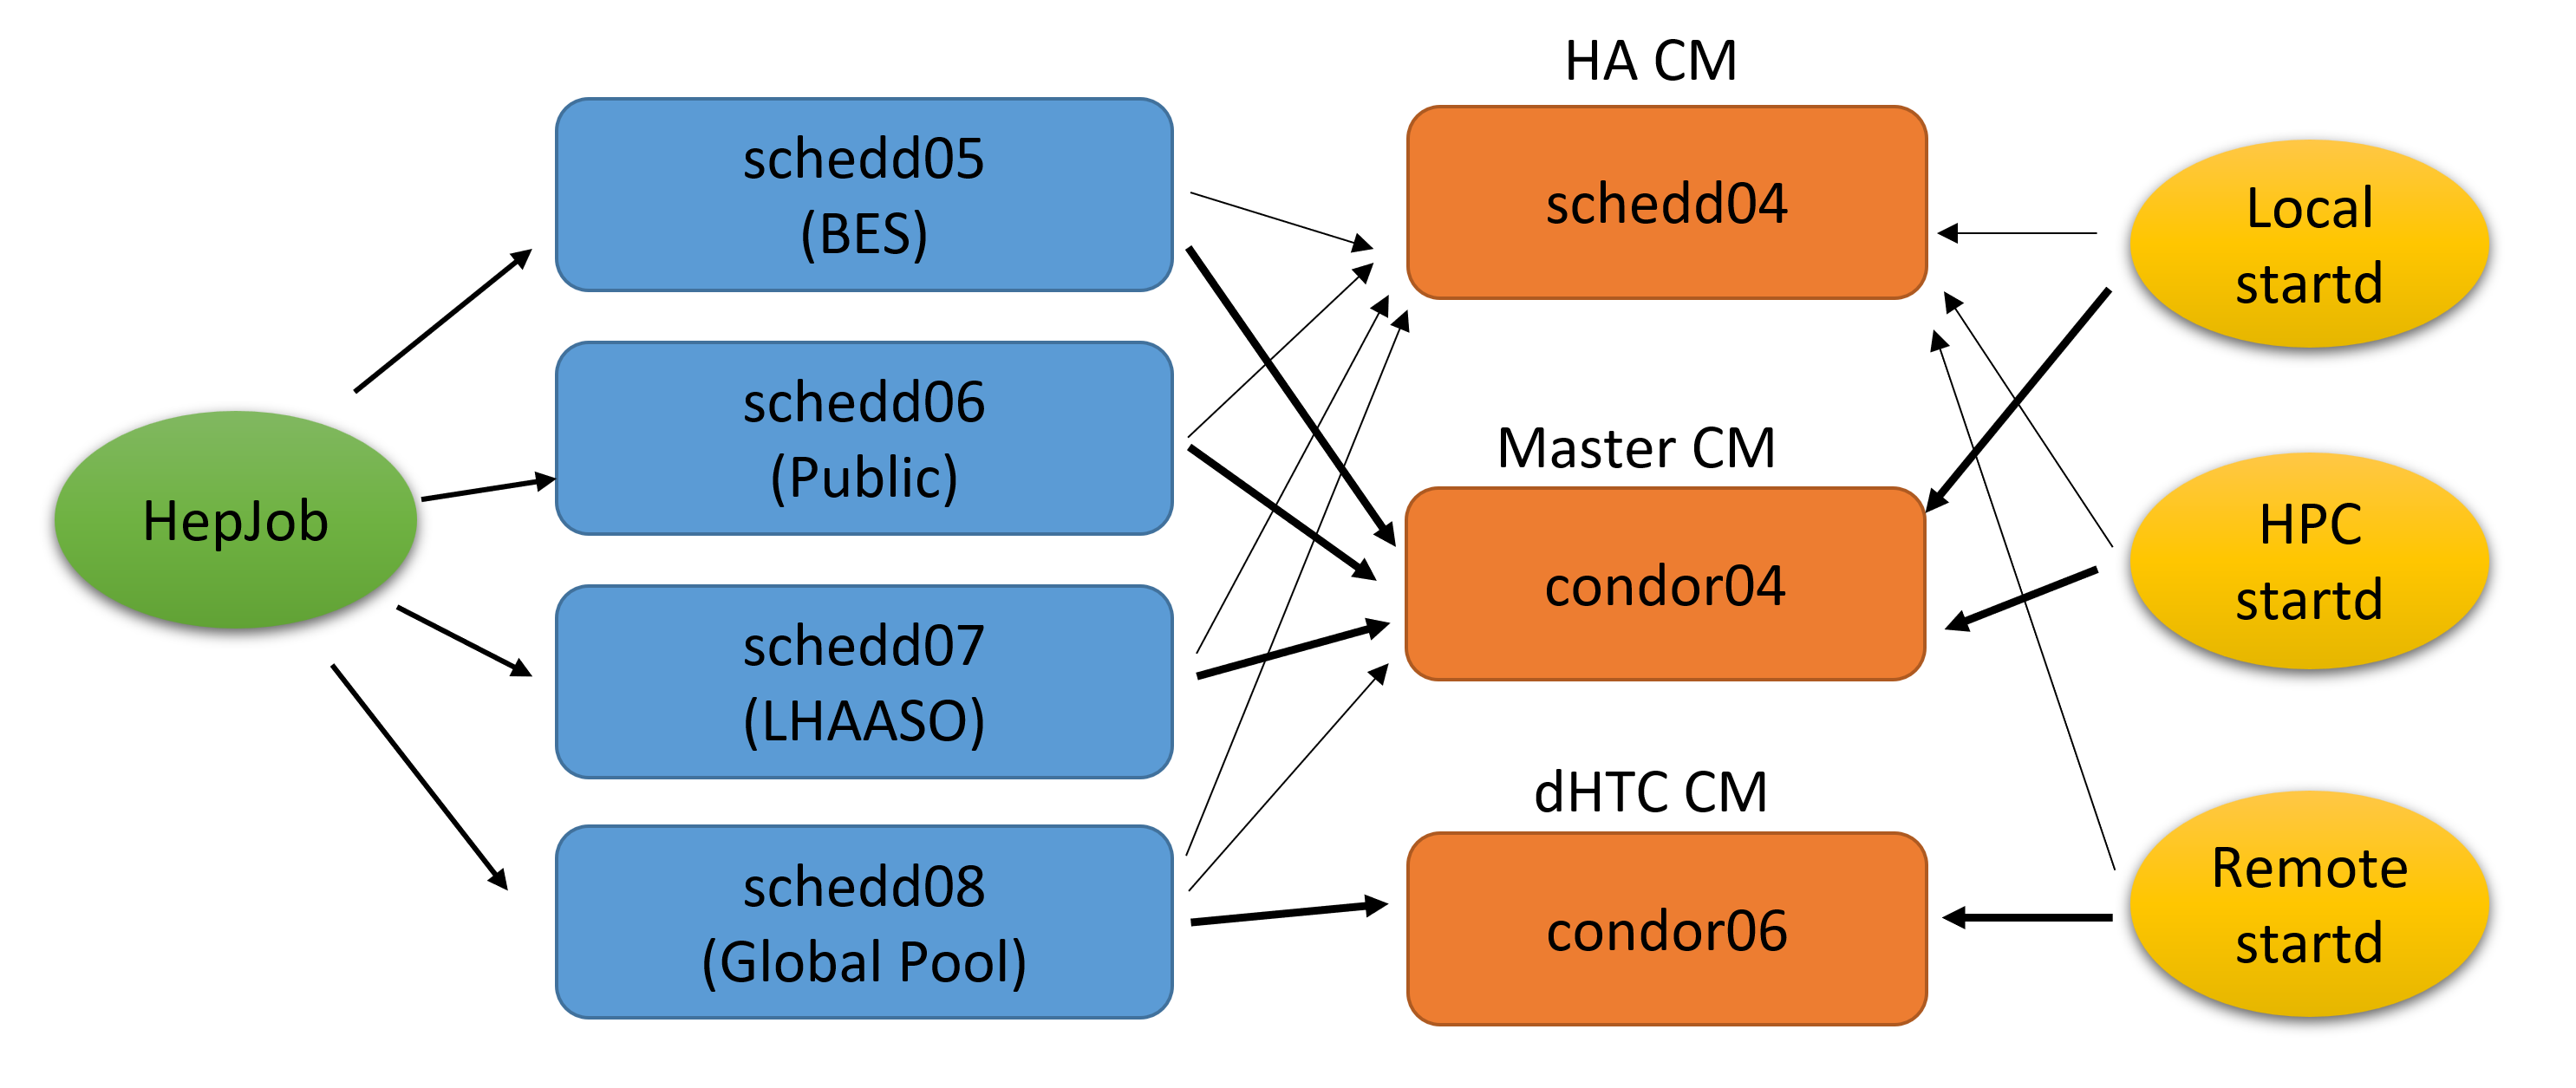 HepJob
schedd05
(BES)
schedd06
(Public)
schedd07
(LHAASO)
schedd08
(Global Pool)
HA CM
schedd04
Master CM
condor04
dHTC CM
condor06
Local
startd
HPC
startd
Remote
startd